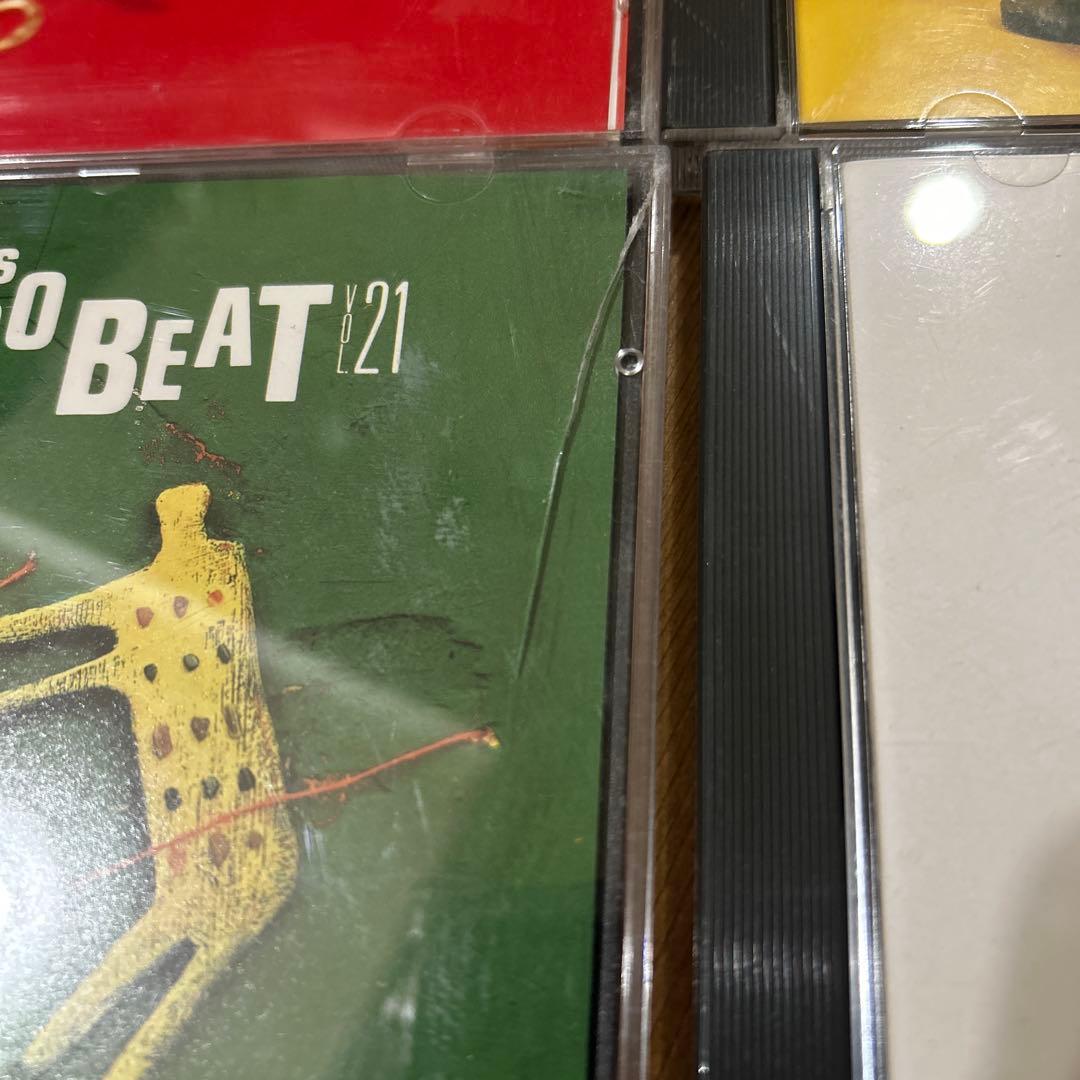 S
O BEAT VOL. 21